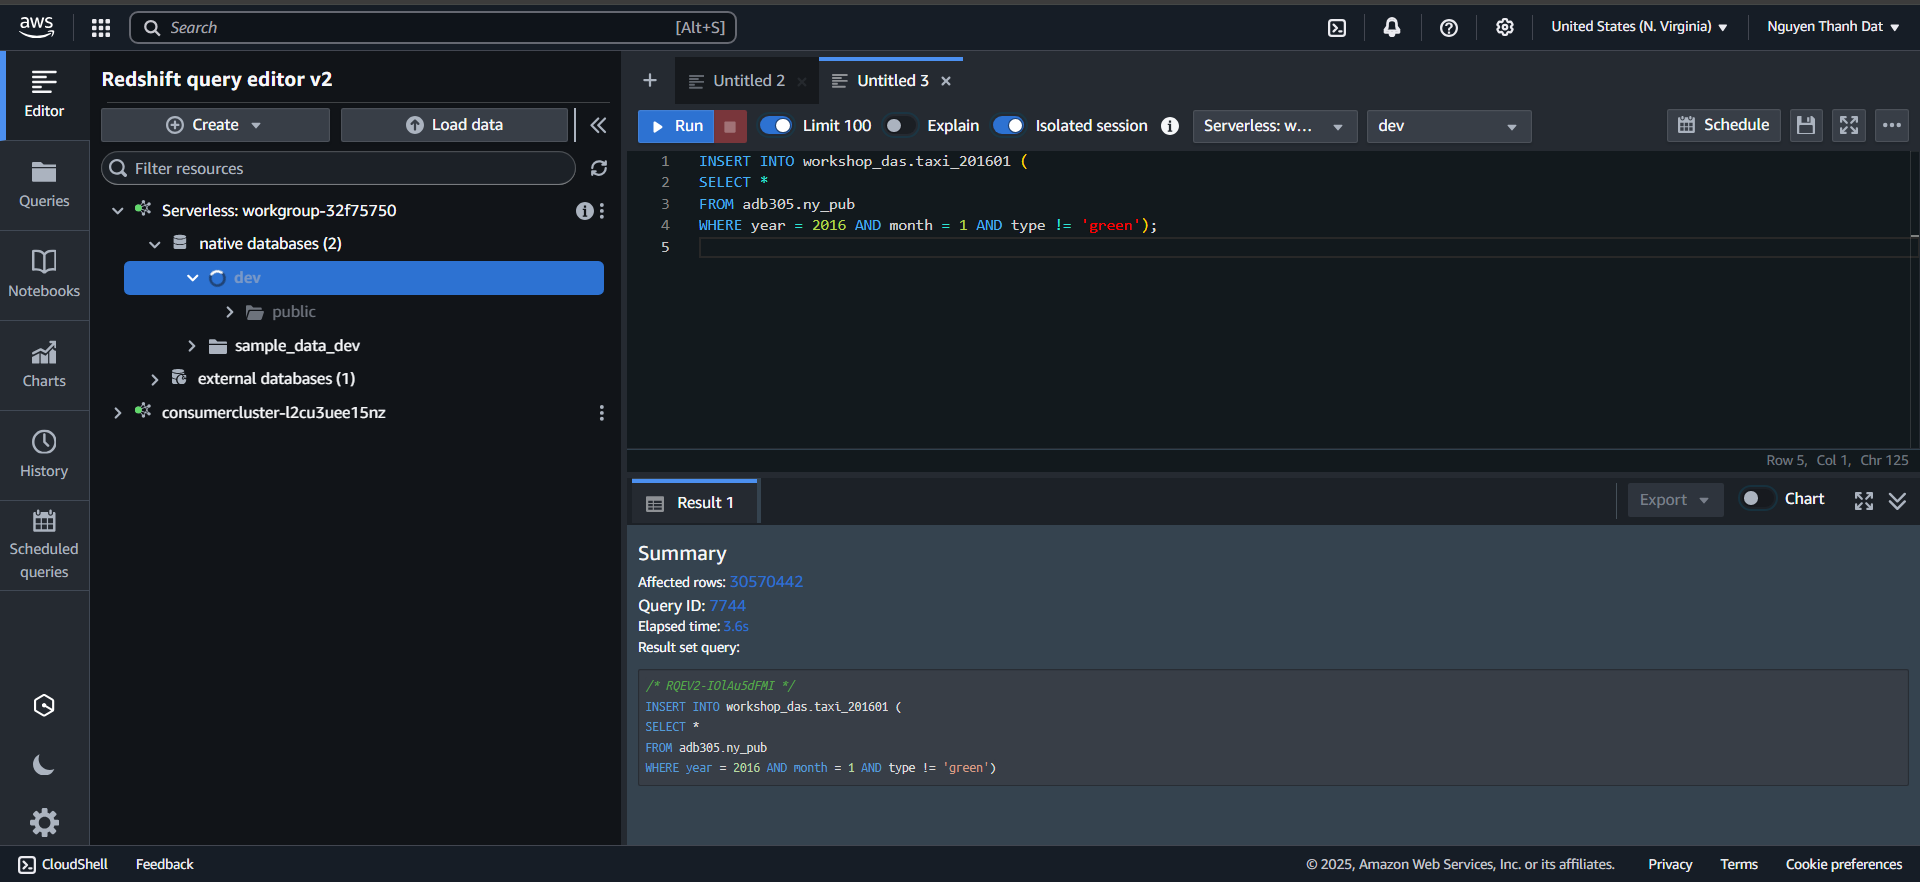 aws
Search
[Alt+S]
United States (N. Virginia)
Nguyen Thanh Dat
Editor
Queries
Notebooks
Charts
History
Scheduled
queries
Redshift query editor v2
Create
Load data
Filter resources
Serverless: workgroup-32f75750
native databases (2)
dev
public
sample_data_dev
external databases (1)
consumercluster-l2cu3uee15nz
Untitled 2
Untitled 3
Run
Limit 100
Explain
Isolated session
Serverless: w...
dev
Schedule
1 INSERT INTO workshop_das.taxi_201601 (
2 SELECT *
3 FROM adb305.ny_pub
4 WHERE year = 2016 AND month = 1 AND type != 'green');
5
Row 5, Col 1, Chr 125
Result 1
Export
Chart
Summary
Affected rows: 30570442
Query ID: 7744
Elapsed time: 3.6s
Result set query:
/* RQEV2-IOlAu5dFMI */
INSERT INTO workshop_das.taxi_201601 (
SELECT *
FROM adb305.ny_pub
WHERE year = 2016 AND month = 1 AND type != 'green')
CloudShell
Feedback
© 2025, Amazon Web Services, Inc. or its affiliates.
Privacy
Terms
Cookie preferences